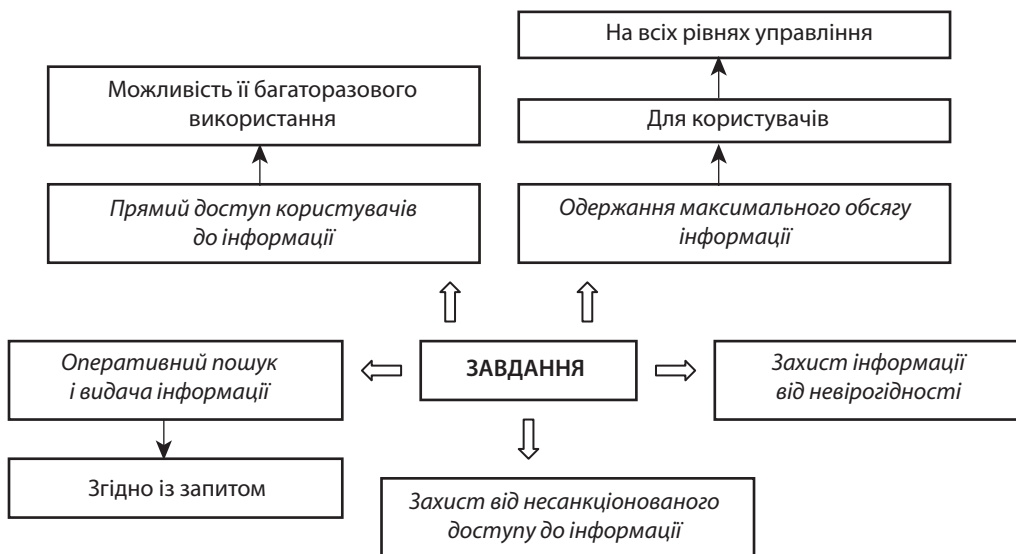 На всіх рівнях управління
Можливість її багаторазового
використання
Для користувачів
Прямий доступ користувачів
до інформації
Одержання максимального обсягу
інформації
Оперативний пошук
і видача інформації
ЗАВДАННЯ
Захист інформації
від невірогідності
Згідно із запитом
Захист від несанкціонованого
доступу до інформації